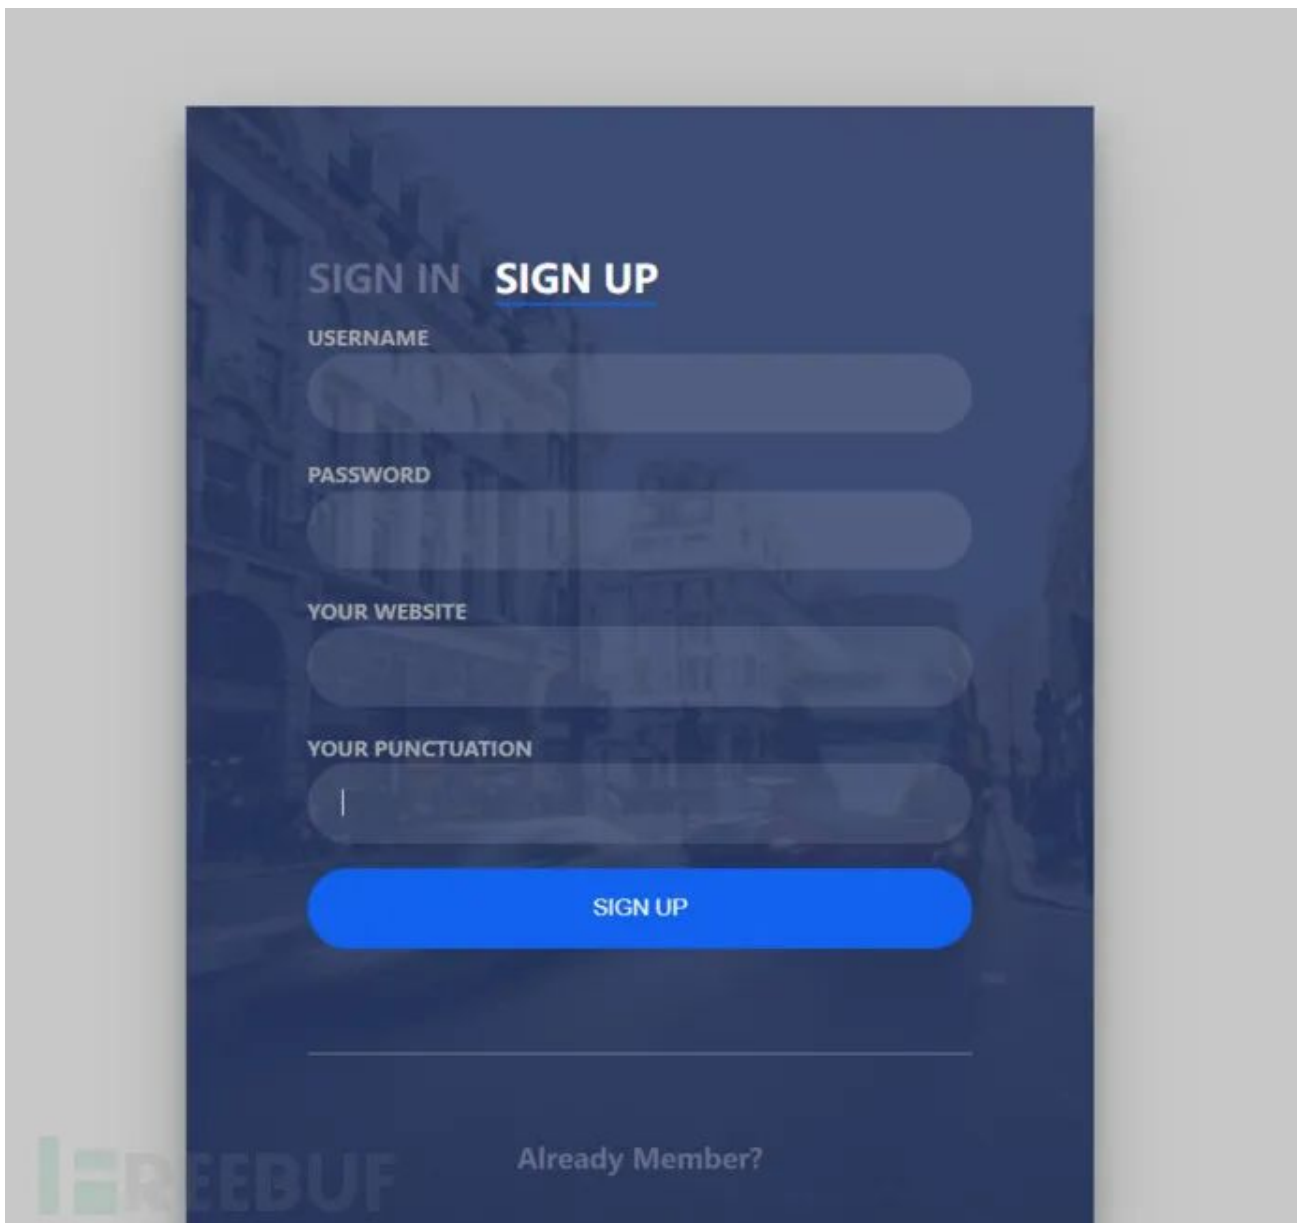 SIGN IN SIGN UP
USERNAME
PASSWORD
YOUR WEBSITE
YOUR PUNCTUATION
SIGN UP
Already Member?
FREEBUF